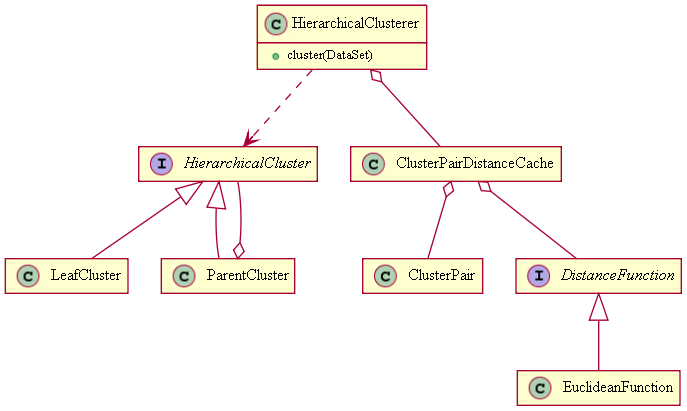 C HierarchicalClusterer
cluster(DataSet)
I HierarchicalCluster
C ClusterPairDistanceCache
C LeafCluster
C ParentCluster
C ClusterPair
I DistanceFunction
C EuclideanFunction